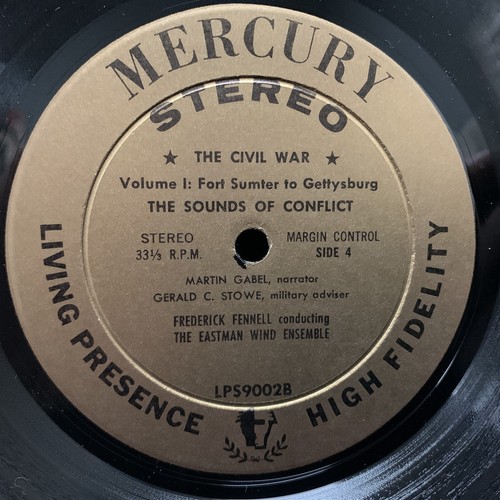 MERCURY
STEREO
★ THE CIVIL WAR ★
Volume I: Fort Sumter to Gettysburg
THE SOUNDS OF CONFLICT
STEREO
33⅓ R.P.M.
MARGIN CONTROL
SIDE 4
MARTIN GABEL, narrator
GERALD C. STOWE, military adviser
FREDERICK FENNELL conducting
THE EASTMAN WIND ENSEMBLE
LPS9002B
LIVING PRESENCE
HIGH FIDELITY